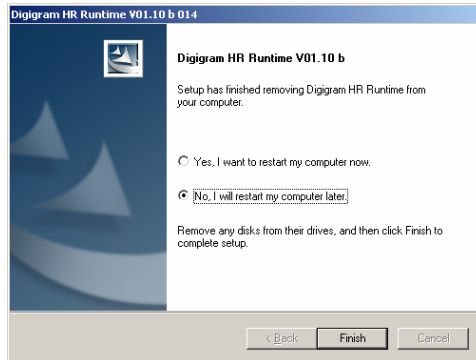 Digigram HR Runtime V01.10 b 014
Digigram HR Runtime V01.10 b
Setup has finished removing Digigram HR Runtime from
your computer.
Yes, I want to restart my computer now.
No, I will restart my computer later.
Remove any disks from their drives, and then click Finish to
complete setup.
< Back
Finish
Cancel